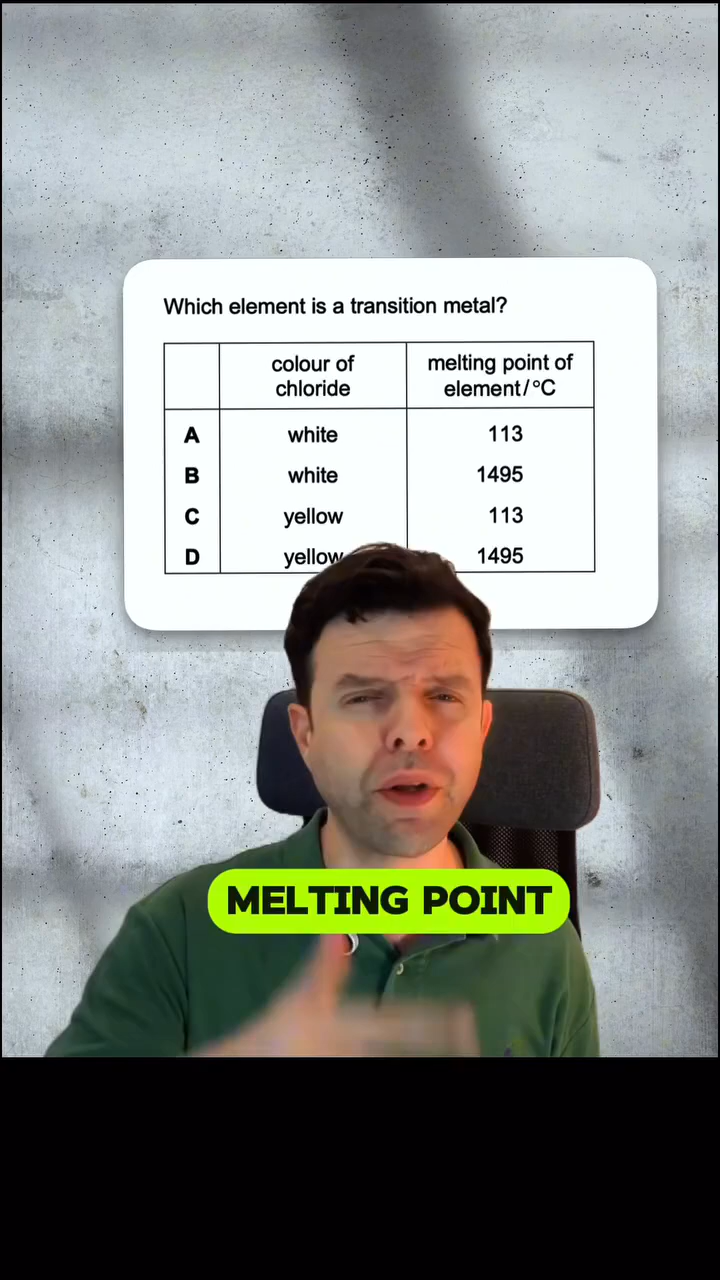 Which element is a transition metal?
colour of chloride melting point of element/°C
A white 113
B white 1495
C yellow 113
D yellow 1495
MELTING POINT